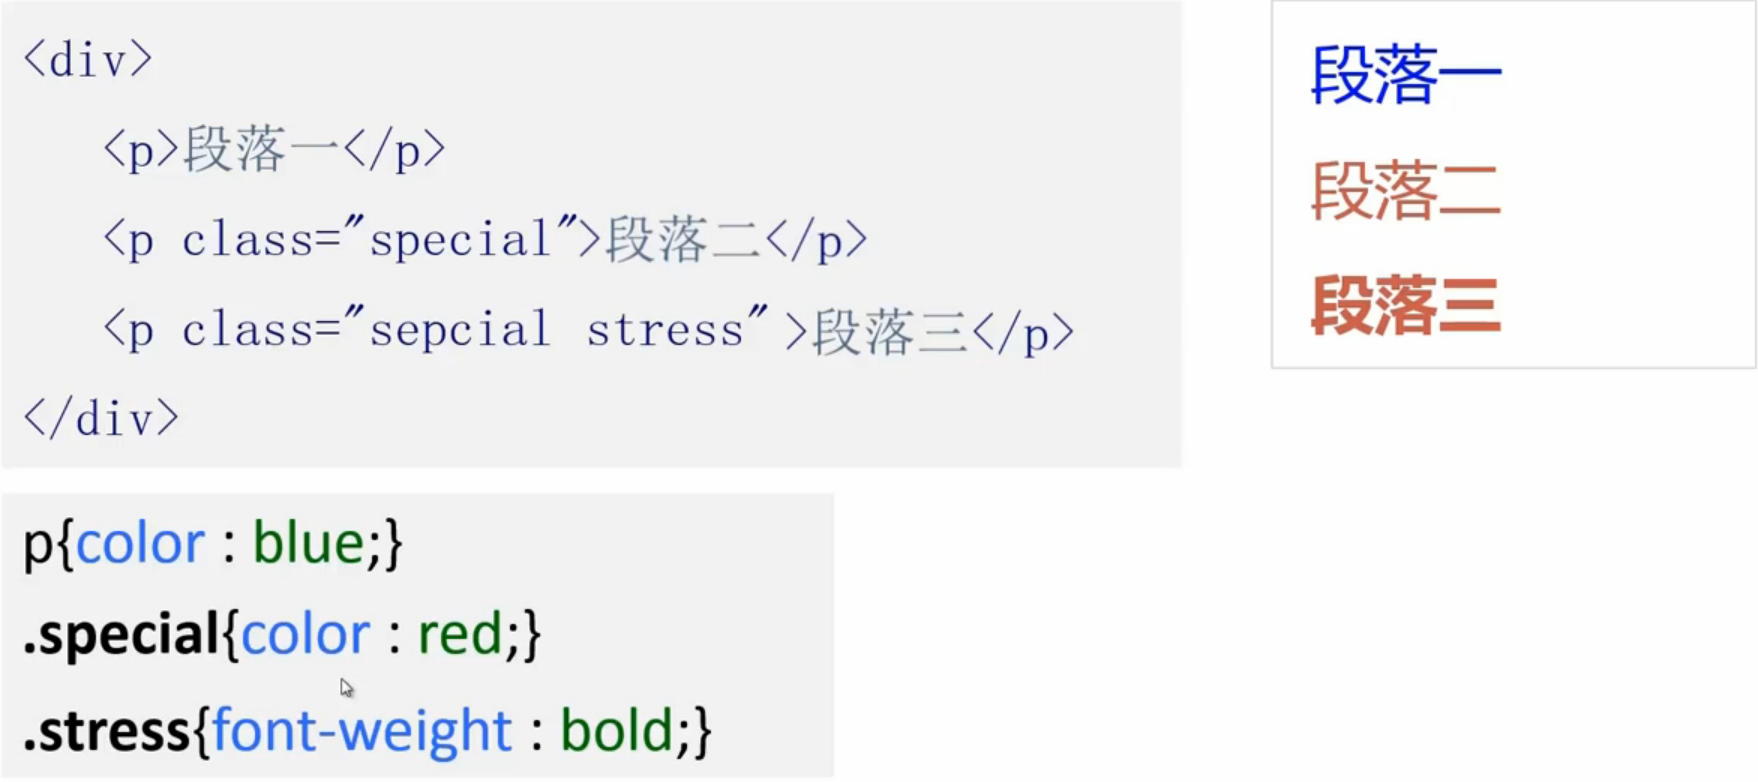 <div>
<p>段落一</p>
<p class="special">段落二</p>
<p class="sepcial stress" >段落三</p>
</div>
p{color : blue;}
.special{color : red;}
.stress{font-weight : bold;}
段落一
段落二
段落三